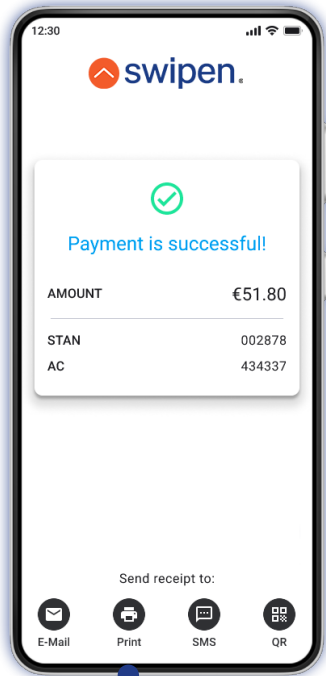 12:30
swipen.
Payment is successful!
AMOUNT €51.80
STAN 002878
AC 434337
Send receipt to:
E-Mail Print SMS QR